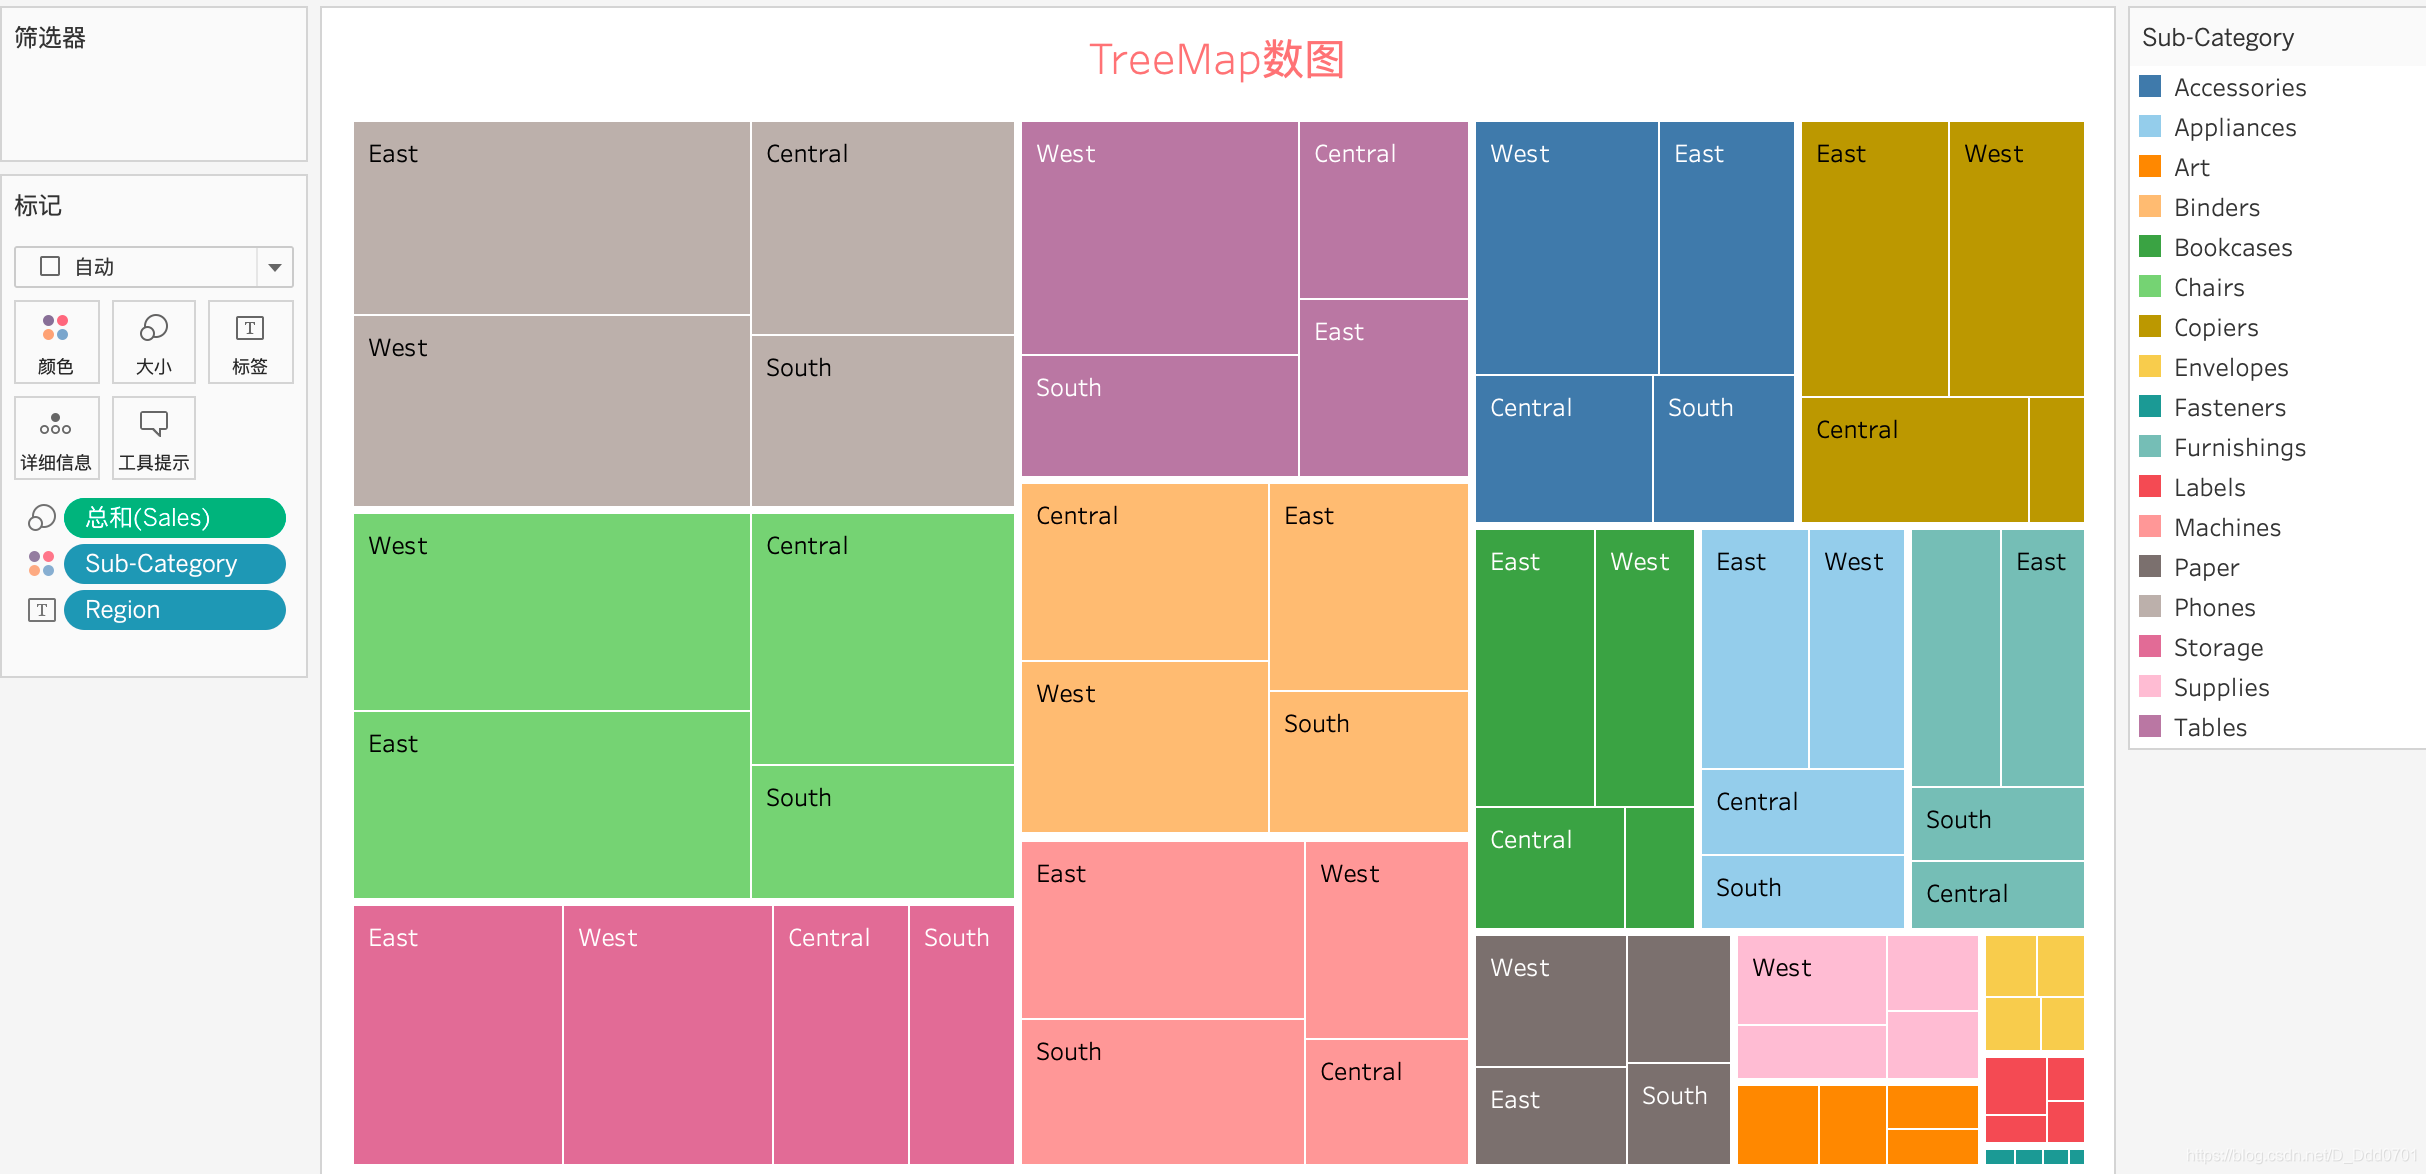 筛选器
标记
自动
颜色
大小
标签
详细信息
工具提示
总和(Sales)
Sub-Category
Region
TreeMap数图
East
Central
West
South
West
Central
East
South
East
West
Central
South
West
Central
East
South
Central
East
West
South
East
West
South
Central
West
East
Central
South
East
West
Central
East
West
Central
East
West
Central
South
East
South
Central
West
East
South
West
Sub-Category
Accessories
Appliances
Art
Binders
Bookcases
Chairs
Copiers
Envelopes
Fasteners
Furnishings
Labels
Machines
Paper
Phones
Storage
Supplies
Tables
https://blog.csdn.net/D_Ddd0701